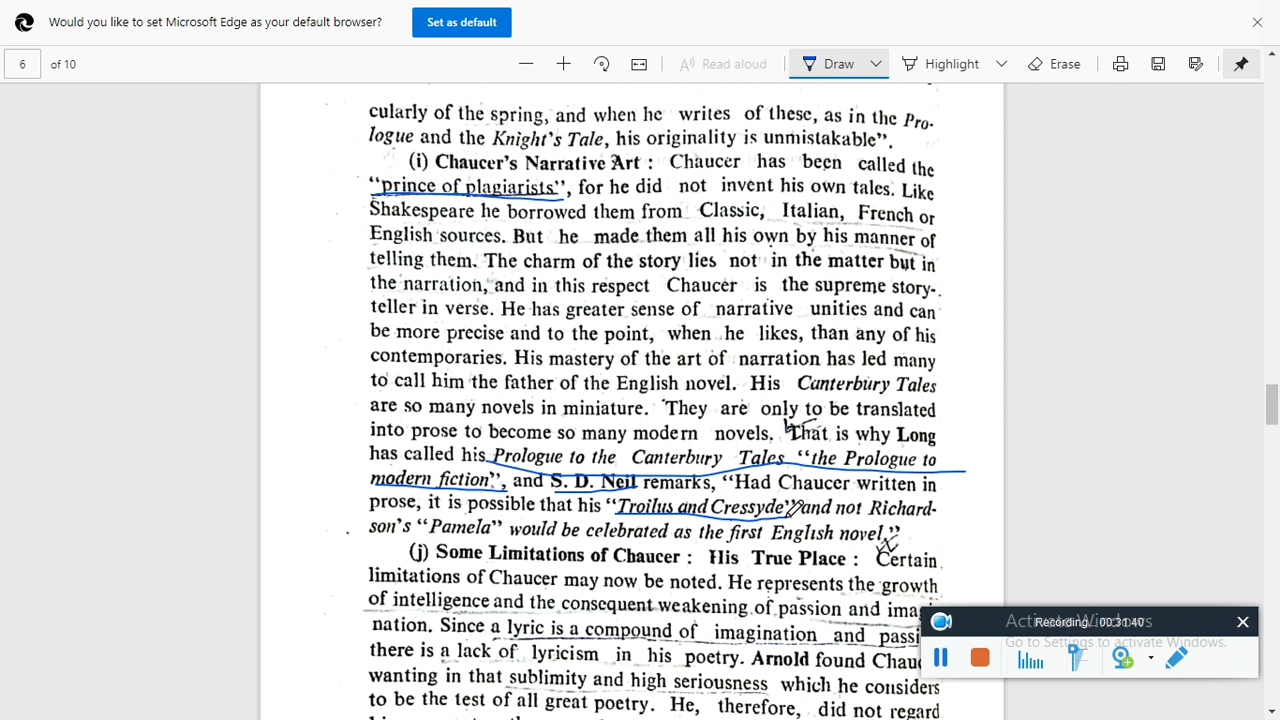 Would you like to set Microsoft Edge as your default browser?
Set as default
6 of 10
Read aloud
Draw
Highlight
Erase
cularly of the spring, and when he writes of these, as in the Pro-
logue and the Knight's Tale, his originality is unmistakable".
(i) Chaucer's Narrative Art : Chaucer has been called the
"prince of plagiarists", for he did not invent his own tales. Like
Shakespeare he borrowed them from Classic, Italian, French or
English sources. But he made them all his own by his manner of
telling them. The charm of the story lies not in the matter but in
the narration, and in this respect Chaucer is the supreme story-
teller in verse. He has greater sense of narrative unities and can
be more precise and to the point, when he likes, than any of his
contemporaries. His mastery of the art of narration has led many
to call him the father of the English novel. His Canterbury Tales
are so many novels in miniature. They are only to be translated
into prose to become so many modern novels. That is why Long
has called his Prologue to the Canterbury Tales "the Prologue to
modern fiction", and S. D. Neil remarks, "Had Chaucer written in
prose, it is possible that his "Troilus and Cressyde" and not Richard-
son's "Pamela" would be celebrated as the first English novel."
(j) Some Limitations of Chaucer : His True Place : Certain
limitations of Chaucer may now be noted. He represents the growth
of intelligence and the consequent weakening of passion and imagi-
nation. Since a lyric is a compound of imagination and passi
there is a lack of lyricism in his poetry. Arnold found Chauc
wanting in that sublimity and high seriousness which he considers
to be the test of all great poetry. He, therefore, did not regard
Activate Windows
Go to Settings to activate Windows.
Recording... 00:31:40